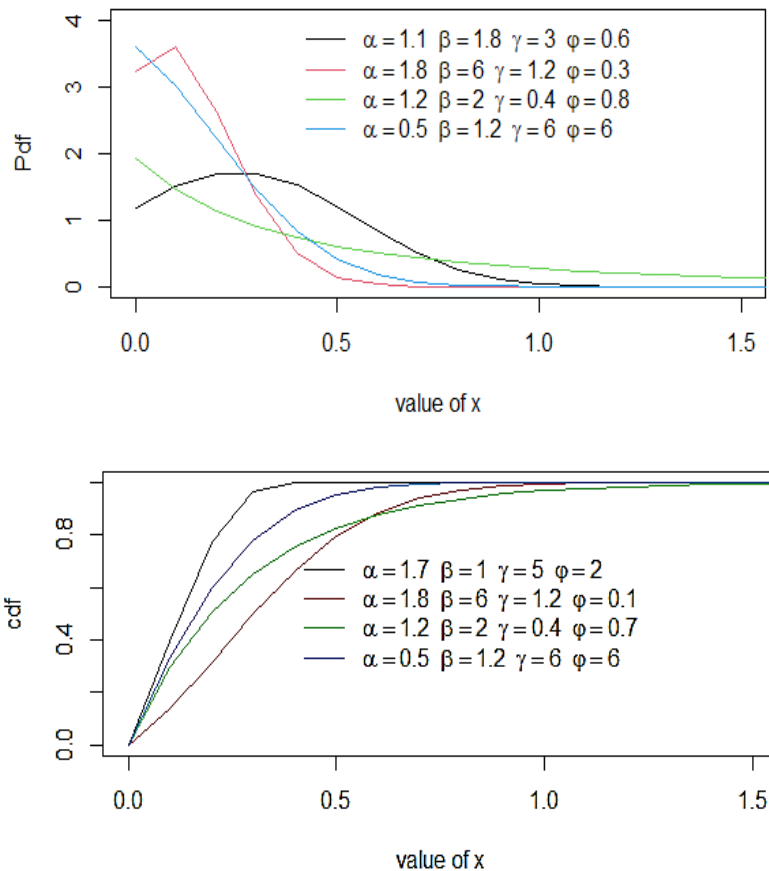 4
α = 1.1 β = 1.8 γ = 3 φ = 0.6
α = 1.8 β = 6 γ = 1.2 φ = 0.3
α = 1.2 β = 2 γ = 0.4 φ = 0.8
α = 0.5 β = 1.2 γ = 6 φ = 6
3
2
1
0
Pdf
0.0 0.5 1.0 1.5
value of x
0.8
0.4
0.0
cdf
α = 1.7 β = 1 γ = 5 φ = 2
α = 1.8 β = 6 γ = 1.2 φ = 0.1
α = 1.2 β = 2 γ = 0.4 φ = 0.7
α = 0.5 β = 1.2 γ = 6 φ = 6
0.0 0.5 1.0 1.5
value of x